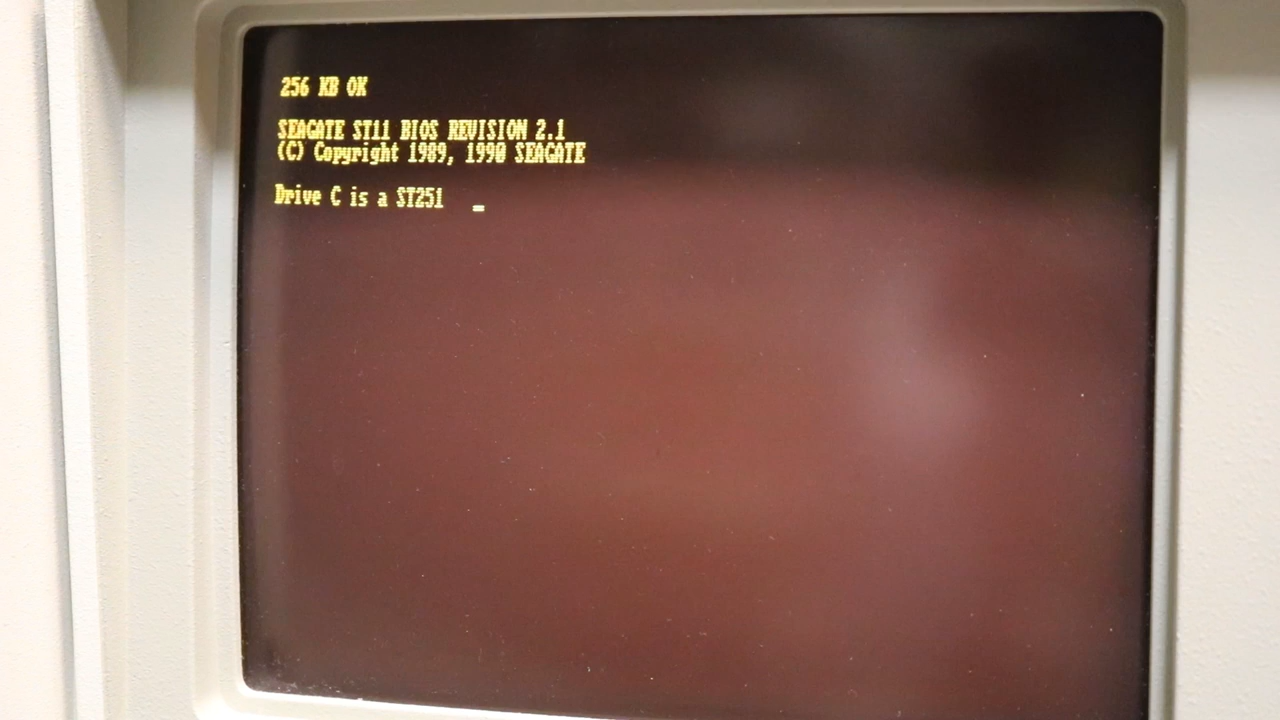 256 KB OK
SEAGATE ST11 BIOS REVISION 2.1
(C) Copyright 1989, 1990 SEAGATE
Drive C is a ST251 _